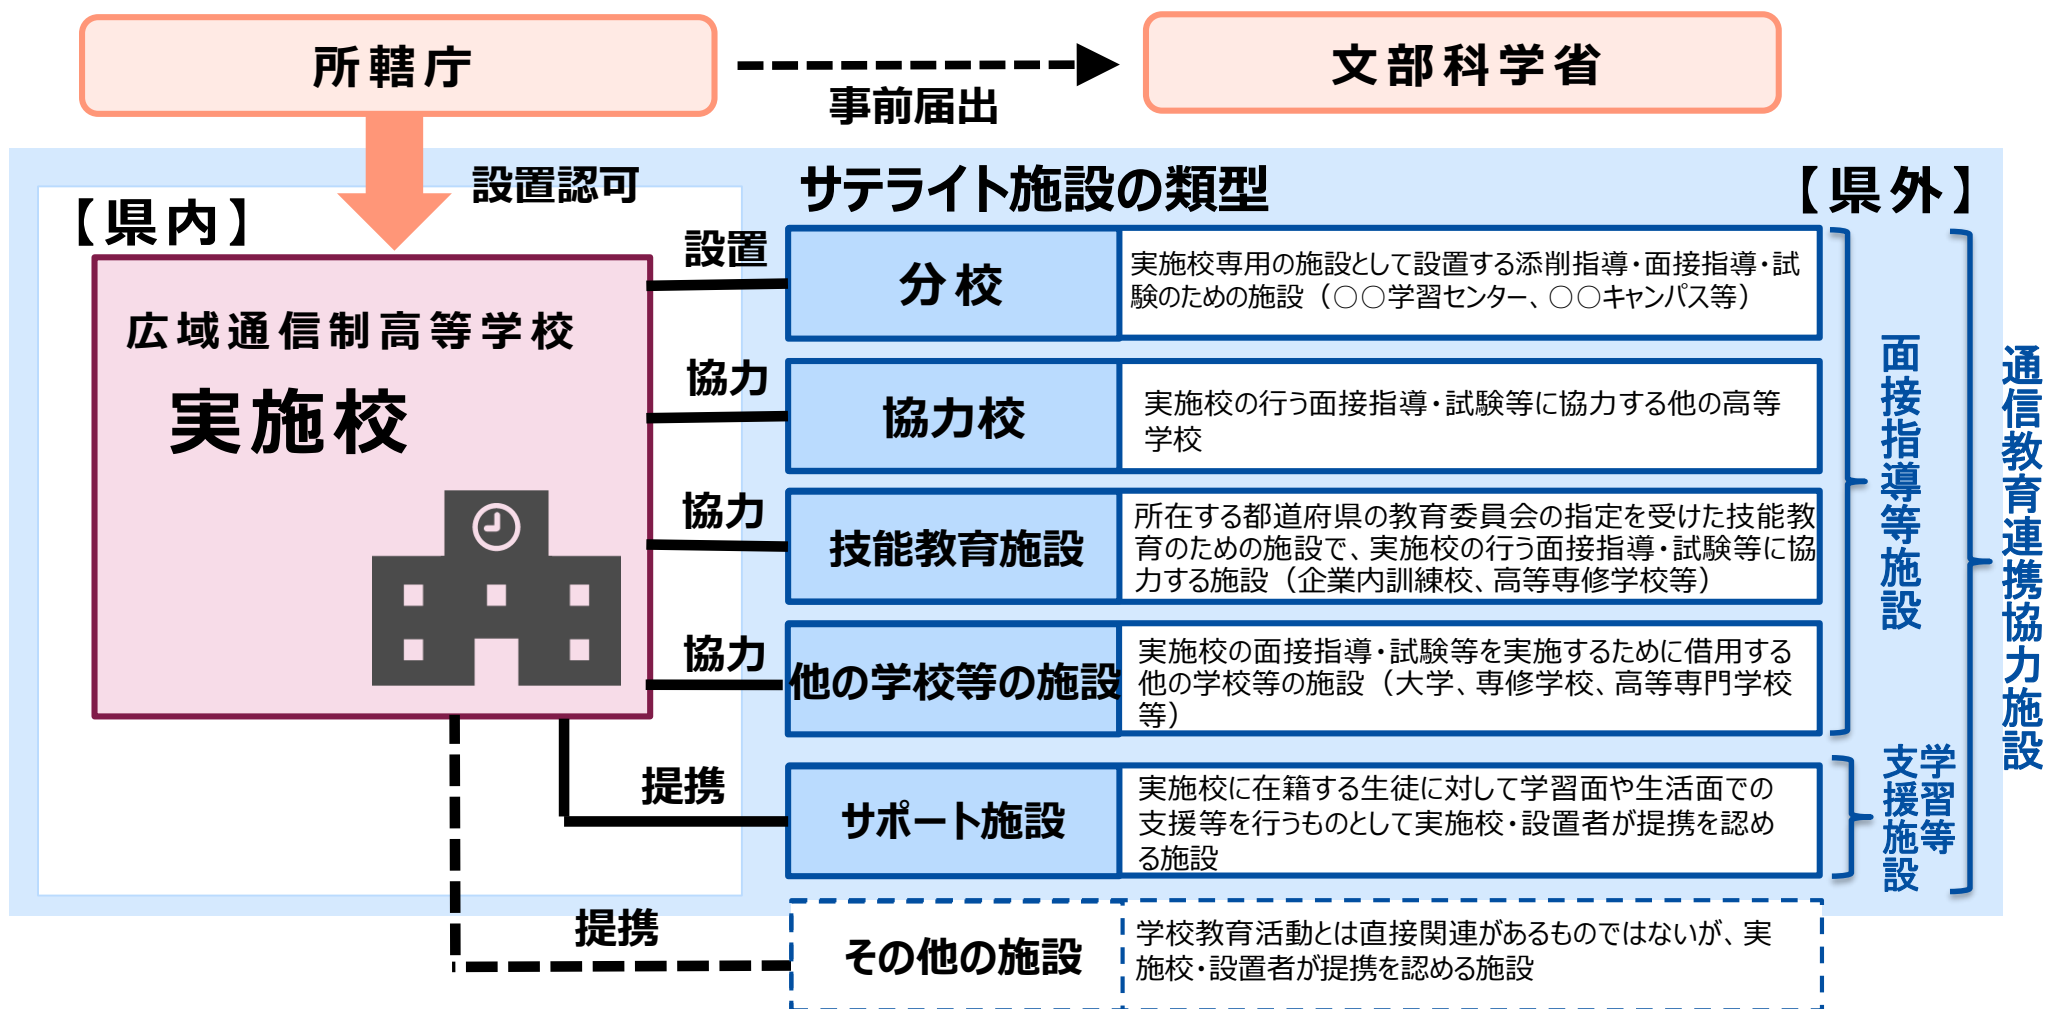 所轄庁
事前届出
文部科学省
設置認可
サテライト施設の類型
【県外】
【県内】
広域通信制高等学校
実施校
設置
分校
実施校専用の施設として設置する添削指導・面接指導・試
験のための施設（○○学習センター、○○キャンパス等）
協力
協力校
実施校の行う面接指導・試験等に協力する他の高等
学校
協力
技能教育施設
所在する都道府県の教育委員会の指定を受けた技能教
育のための施設で、実施校の行う面接指導・試験等に協
力する施設（企業内訓練校、高等専修学校等）
協力
他の学校等の施設
実施校の面接指導・試験等を実施するために借用する
他の学校等の施設（大学、専修学校、高等専門学校
等）
提携
サポート施設
実施校に在籍する生徒に対して学習面や生活面での
支援等を行うものとして実施校・設置者が提携を認め
る施設
提携
その他の施設
学校教育活動とは直接関連があるものではないが、実
施校・設置者が提携を認める施設
面接指導等施設
学習等
支援施設
通信教育連携協力施設